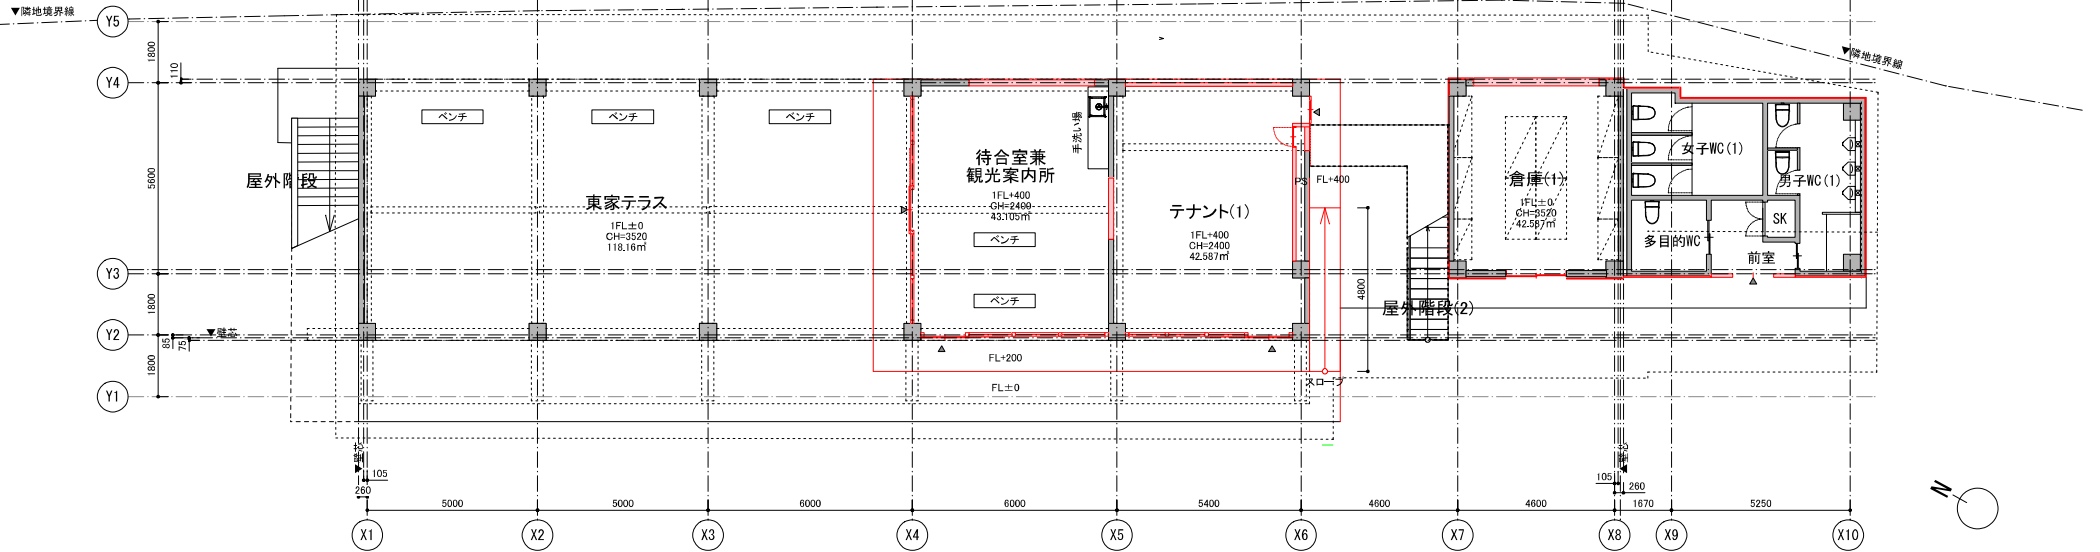 ▼隣地境界線
Y5
1800
110
▼隣地境界線
Y4
ベンチ
ベンチ
ベンチ
手洗い場
屋外階段
5600
東家テラス
1FL±0
CH=3520
118.16㎡
待合室兼
観光案内所
1FL+400
CH=2400
43.105㎡
ベンチ
ベンチ
テナント(1)
1FL+400
CH=2400
42.587㎡
PS
FL+400
倉庫(1)
1FL±0
CH=3520
42.587㎡
女子WC(1)
男子WC(1)
多目的WC
SK
前室
Y3
1800
4800
屋外階段(2)
▼壁芯
Y2
85
75
FL+200
1800
FL±0
スロープ
Y1
▼壁芯
105
260
▼壁芯
105
260
5000
5000
6000
6000
5400
4600
4600
1670
5250
N
X1
X2
X3
X4
X5
X6
X7
X8
X9
X10